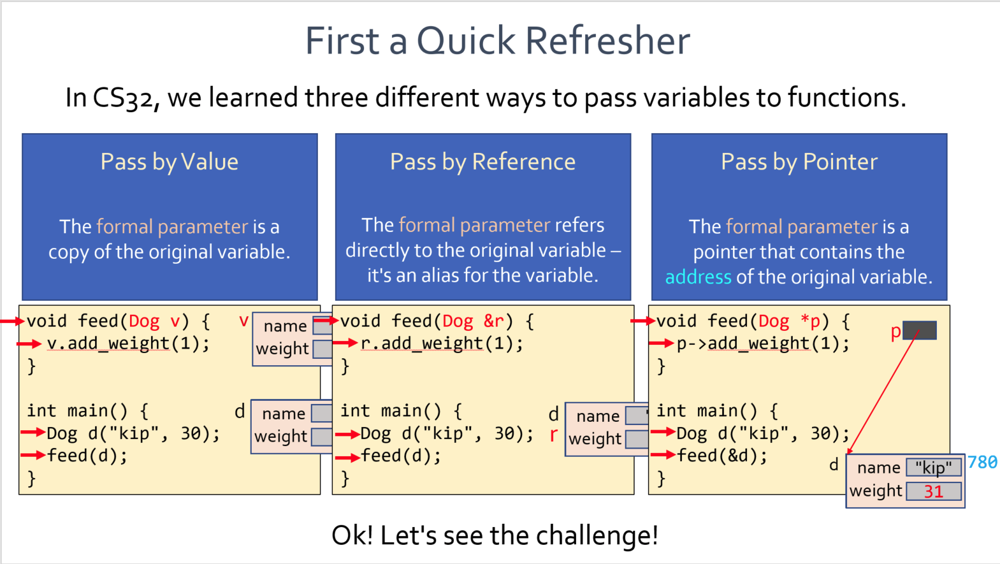 First a Quick Refresher
In CS32, we learned three different ways to pass variables to functions.
Pass by Value
The formal parameter is a
copy of the original variable.
Pass by Reference
The formal parameter refers
directly to the original variable –
it's an alias for the variable.
Pass by Pointer
The formal parameter is a
pointer that contains the
address of the original variable.
void feed(Dog v) {
v.add_weight(1);
}
int main() {
Dog d("kip", 30);
feed(d);
}
v
name
weight
d
name
weight
void feed(Dog &r) {
r.add_weight(1);
}
int main() {
Dog d("kip", 30);
feed(d);
}
d
r
name
weight
void feed(Dog *p) {
p->add_weight(1);
}
int main() {
Dog d("kip", 30);
feed(&d);
}
p
d
name "kip"
weight 31
780
Ok! Let's see the challenge!